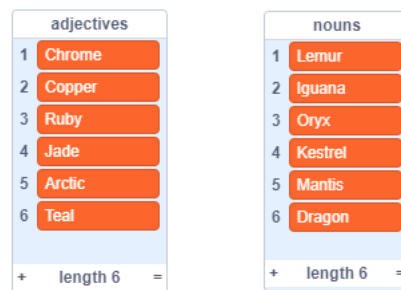 adjectives
1 Chrome
2 Copper
3 Ruby
4 Jade
5 Arctic
6 Teal
+ length 6 =
nouns
1 Lemur
2 Iguana
3 Oryx
4 Kestrel
5 Mantis
6 Dragon
+ length 6 =